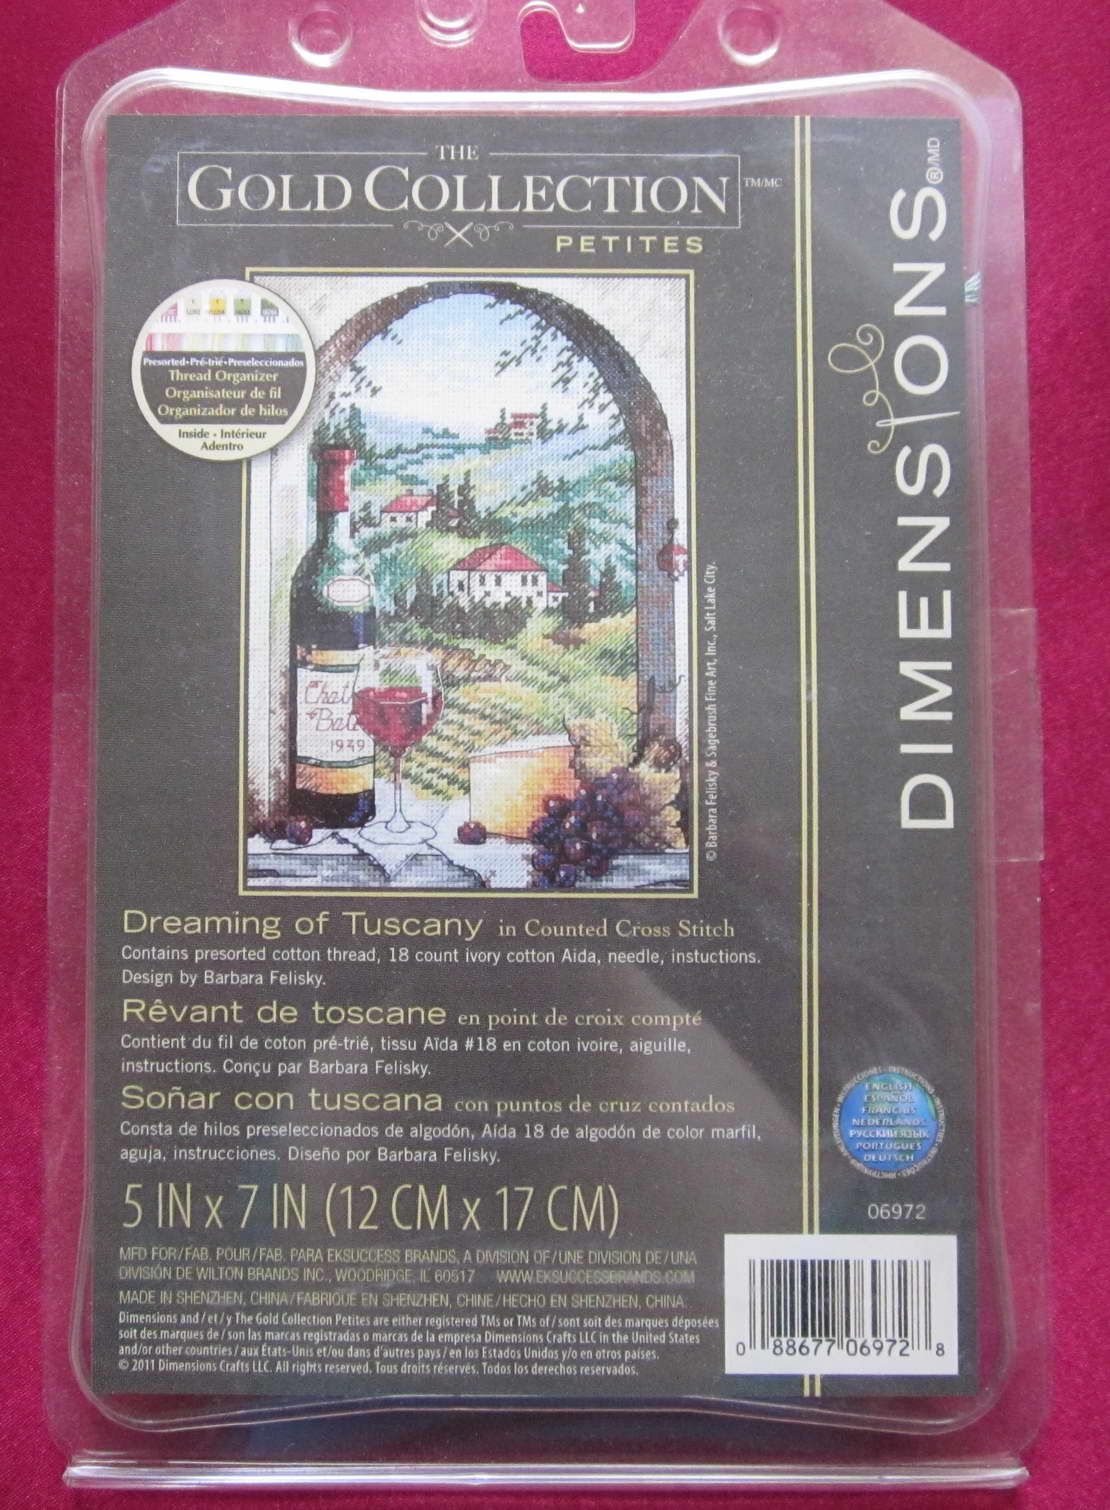 THE
GOLD COLLECTION TM/MC
PETITES
Presorted•Pré-trié•Preseleccionados
Thread Organizer
Organisateur de fil
Organizador de hilos
Inside - Intérieur
Adentro
DIMENSIONS ®/MD
Chat
Bat
1949
© Barbara Felisky & Sagebrush Fine Art, Inc., Salt Lake City.
Dreaming of Tuscany in Counted Cross Stitch
Contains presorted cotton thread, 18 count ivory cotton Aida, needle, instuctions.
Design by Barbara Felisky.
Rêvant de toscane en point de croix compté
Contient du fil de coton pré-trié, tissu Aïda #18 en coton ivoire, aiguille,
instructions. Conçu par Barbara Felisky.
Soñar con tuscana con puntos de cruz contados
Consta de hilos preseleccionados de algodón, Aída 18 de algodón de color marfil,
aguja, instrucciones. Diseño por Barbara Felisky.
5 IN x 7 IN (12 CM x 17 CM)
MFD FOR/FAB. POUR/FAB. PARA EKSUCCESS BRANDS, A DIVISION OF/UNE DIVISION DE/UNA
DIVISIÓN DE WILTON BRANDS INC., WOODRIDGE, IL 60517 WWW.EKSUCCESSBRANDS.COM
MADE IN SHENZHEN, CHINA/FABRIQUÉ EN SHENZHEN, CHINE/HECHO EN SHENZHEN, CHINA.
Dimensions and / et / y The Gold Collection Petites are either registered TMs or TMs of / sont soit des marques déposées
soit des marques de / son las marcas registradas o marcas de la empresa Dimensions Crafts LLC in the United States
and/or other countries / aux États-Unis et/ou dans d'autres pays / en los Estados Unidos y/o en otros países.
© 2011 Dimensions Crafts LLC. All rights reserved. Tous droits réservés. Todos los derechos reservados.
ENGLISH
ESPAÑOL
FRANÇAIS
NEDERLANDS
РУССКИЙ ЯЗЫК
PORTUGUÊS
DEUTSCH
06972
0 88677 06972 8